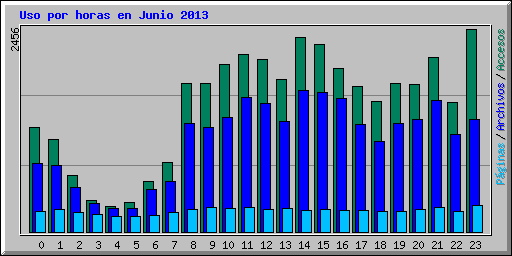 Uso por horas en Junio 2013
2456
Páginas / Archivos / Accesos
0 1 2 3 4 5 6 7 8 9 10 11 12 13 14 15 16 17 18 19 20 21 22 23